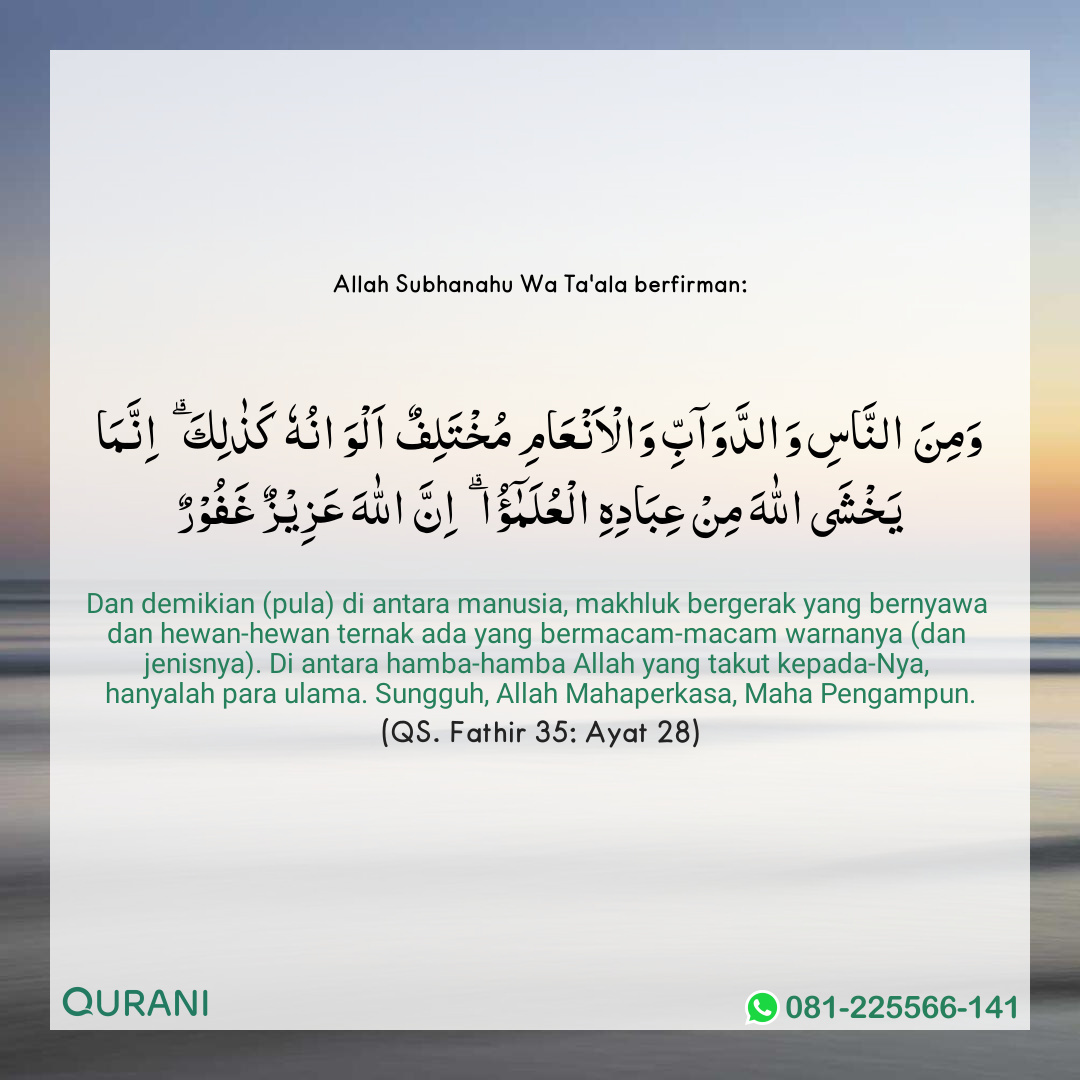 Allah Subhanahu Wa Ta'ala berfirman:
وَمِنَ النَّاسِ وَالدَّوَآبِّ وَالْاَنْعَامِ مُخْتَلِفٌ اَلْوَانُهٗ كَذٰلِكَ ۗ اِنَّمَا
يَخْشَى اللّٰهَ مِنْ عِبَادِهِ الْعُلَمٰٓؤُا ۗ اِنَّ اللّٰهَ عَزِيْزٌ غَفُوْرٌ
Dan demikian (pula) di antara manusia, makhluk bergerak yang bernyawa
dan hewan-hewan ternak ada yang bermacam-macam warnanya (dan
jenisnya). Di antara hamba-hamba Allah yang takut kepada-Nya,
hanyalah para ulama. Sungguh, Allah Mahaperkasa, Maha Pengampun.
(QS. Fathir 35: Ayat 28)
QURANI
081-225566-141